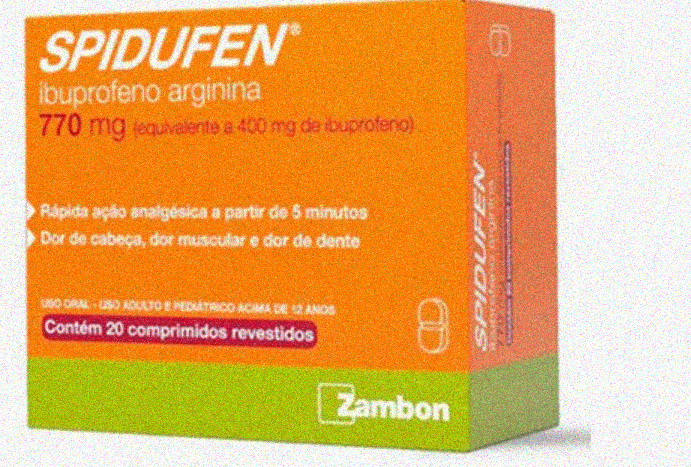 SPIDUFEN®
ibuprofeno arginina
770 mg (equivalente a 400 mg de ibuprofeno)
Rápida ação analgésica a partir de 5 minutos
Dor de cabeça, dor muscular e dor de dente
USO ORAL - USO ADULTO E PEDIÁTRICO ACIMA DE 12 ANOS
Contém 20 comprimidos revestidos
Zambon
SPIDUFEN®
ibuprofeno arginina